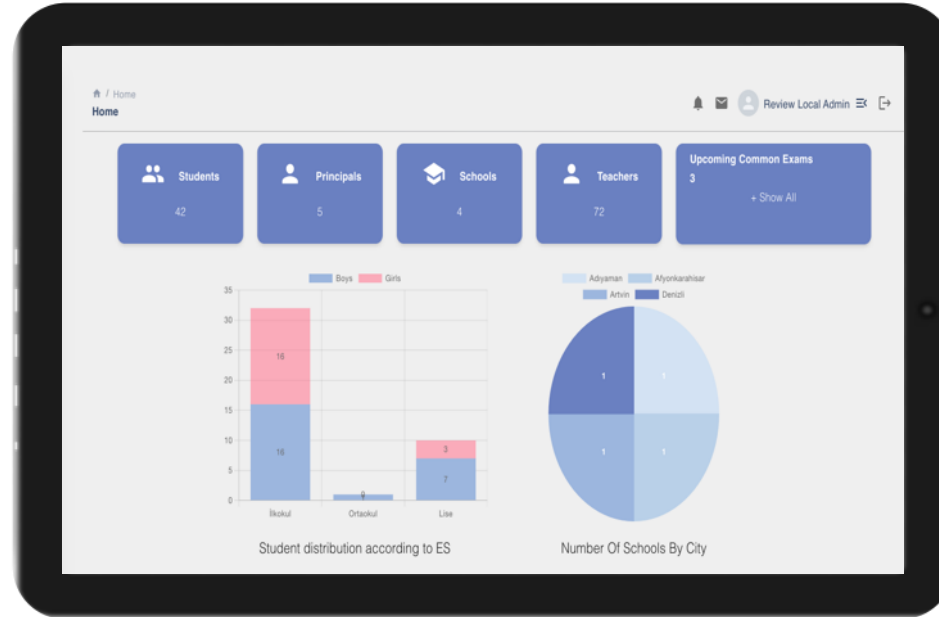 / Home
Home
Review Local Admin
Students
42
Principals
5
Schools
4
Teachers
72
Upcoming Common Exams
3
+ Show All
Boys Girls
35
30
25
20
15
10
5
0
16
16
0
3
7
İlkokul Ortaokul Lise
Student distribution according to ES
Adıyaman Afyonkarahisar
Artvin Denizli
1 1
1 1
Number Of Schools By City